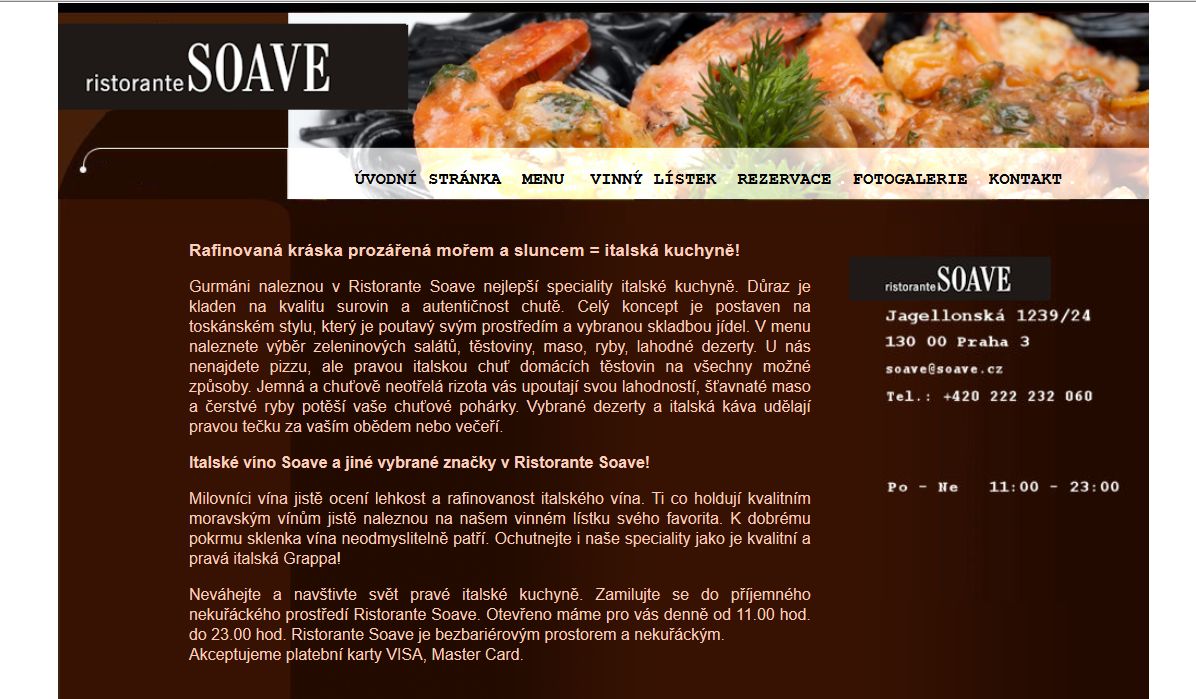 ristorante SOAVE
ÚVODNÍ STRÁNKA MENU VINNÝ LÍSTEK REZERVACE FOTOGALERIE KONTAKT
Rafinovaná kráska prozářená mořem a sluncem = italská kuchyně!
Gurmáni naleznou v Ristorante Soave nejlepší speciality italské kuchyně. Důraz je
kladen na kvalitu surovin a autentičnost chutě. Celý koncept je postaven na
toskánském stylu, který je poutavý svým prostředím a vybranou skladbou jídel. V menu
naleznete výběr zeleninových salátů, těstoviny, maso, ryby, lahodné dezerty. U nás
nenajdete pizzu, ale pravou italskou chuť domácích těstovin na všechny možné
způsoby. Jemná a chuťově neotřelá rizota vás upoutají svou lahodností, šťavnaté maso
a čerstvé ryby potěší vaše chuťové pohárky. Vybrané dezerty a italská káva udělají
pravou tečku za vaším obědem nebo večeří.
Italské víno Soave a jiné vybrané značky v Ristorante Soave!
Milovníci vína jistě ocení lehkost a rafinovanost italského vína. Ti co holdují kvalitním
moravským vínům jistě naleznou na našem vinném lístku svého favorita. K dobrému
pokrmu sklenka vína neodmyslitelně patří. Ochutnejte i naše speciality jako je kvalitní a
pravá italská Grappa!
Neváhejte a navštivte svět pravé italské kuchyně. Zamilujte se do příjemného
nekuřáckého prostředí Ristorante Soave. Otevřeno máme pro vás denně od 11.00 hod.
do 23.00 hod. Ristorante Soave je bezbariérovým prostorem a nekuřáckým.
Akceptujeme platební karty VISA, Master Card.
ristorante SOAVE
Jagellonská 1239/24
130 00 Praha 3
soave@soave.cz
Tel.: +420 222 232 060
Po - Ne 11:00 - 23:00